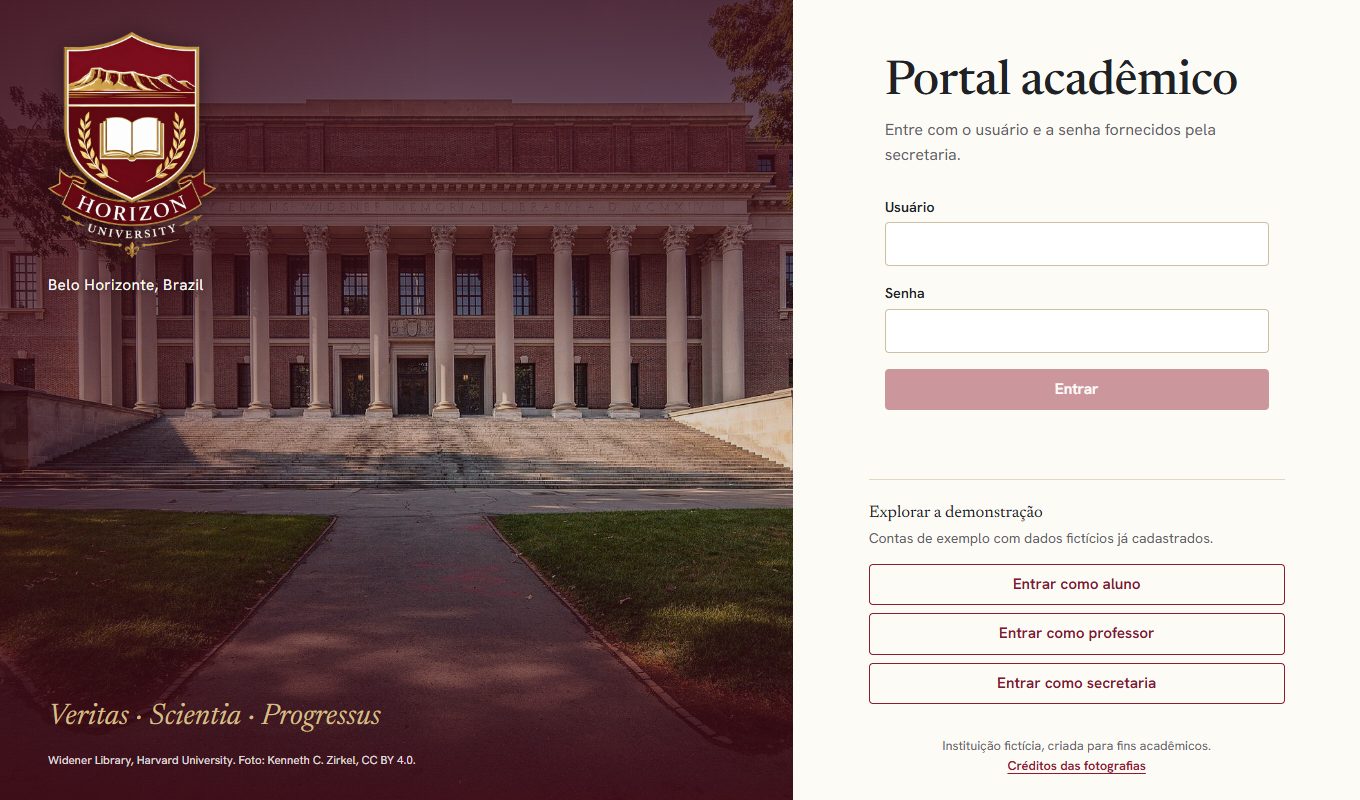 HORIZON
UNIVERSITY
Belo Horizonte, Brazil
Veritas · Scientia · Progressus
Widener Library, Harvard University. Foto: Kenneth C. Zirkel, CC BY 4.0.
Portal acadêmico
Entre com o usuário e a senha fornecidos pela
secretaria.
Usuário
Senha
Entrar
Explorar a demonstração
Contas de exemplo com dados fictícios já cadastrados.
Entrar como aluno
Entrar como professor
Entrar como secretaria
Instituição fictícia, criada para fins acadêmicos.
Créditos das fotografias